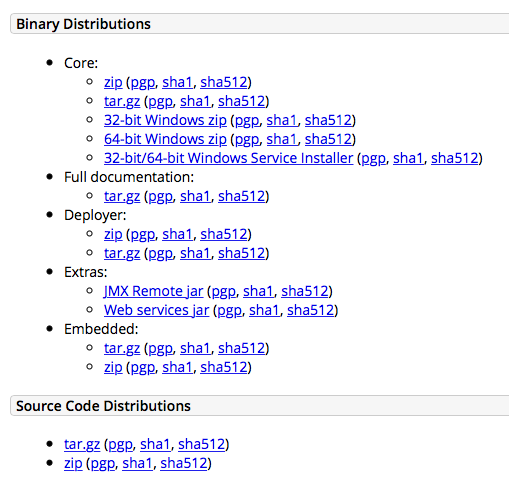 Binary Distributions
Core:
zip (pgp, sha1, sha512)
tar.gz (pgp, sha1, sha512)
32-bit Windows zip (pgp, sha1, sha512)
64-bit Windows zip (pgp, sha1, sha512)
32-bit/64-bit Windows Service Installer (pgp, sha1, sha512)
Full documentation:
tar.gz (pgp, sha1, sha512)
Deployer:
zip (pgp, sha1, sha512)
tar.gz (pgp, sha1, sha512)
Extras:
JMX Remote jar (pgp, sha1, sha512)
Web services jar (pgp, sha1, sha512)
Embedded:
tar.gz (pgp, sha1, sha512)
zip (pgp, sha1, sha512)
Source Code Distributions
tar.gz (pgp, sha1, sha512)
zip (pgp, sha1, sha512)